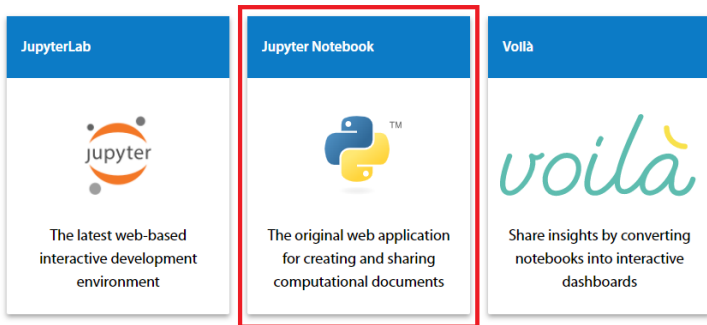 JupyterLab
jupyter
The latest web-based
interactive development
environment
Jupyter Notebook
TM
The original web application
for creating and sharing
computational documents
Voilà
voilà
Share insights by converting
notebooks into interactive
dashboards